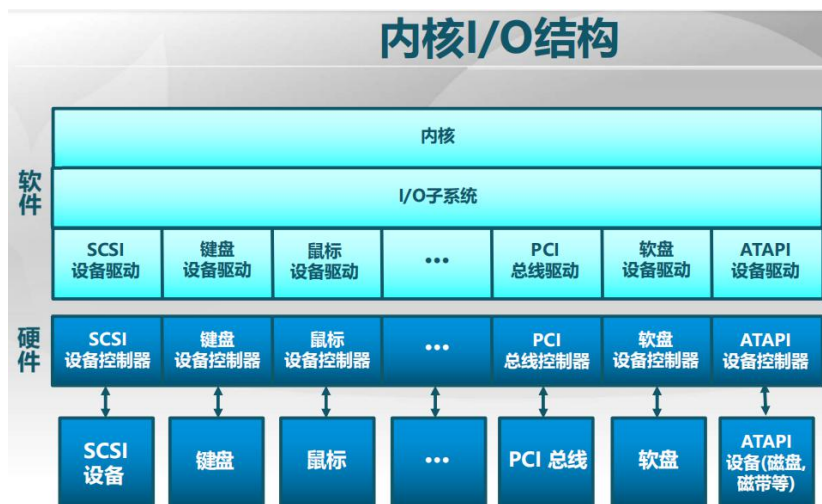 内核I/O结构
软件
内核
I/O子系统
SCSI
设备驱动
键盘
设备驱动
鼠标
设备驱动
•••
PCI
总线驱动
软盘
设备驱动
ATAPI
设备驱动
硬件
SCSI
设备控制器
键盘
设备控制器
鼠标
设备控制器
•••
PCI
总线控制器
软盘
设备控制器
ATAPI
设备控制器
SCSI
设备
键盘
鼠标
•••
PCI 总线
软盘
ATAPI
设备(磁盘,
磁带等)